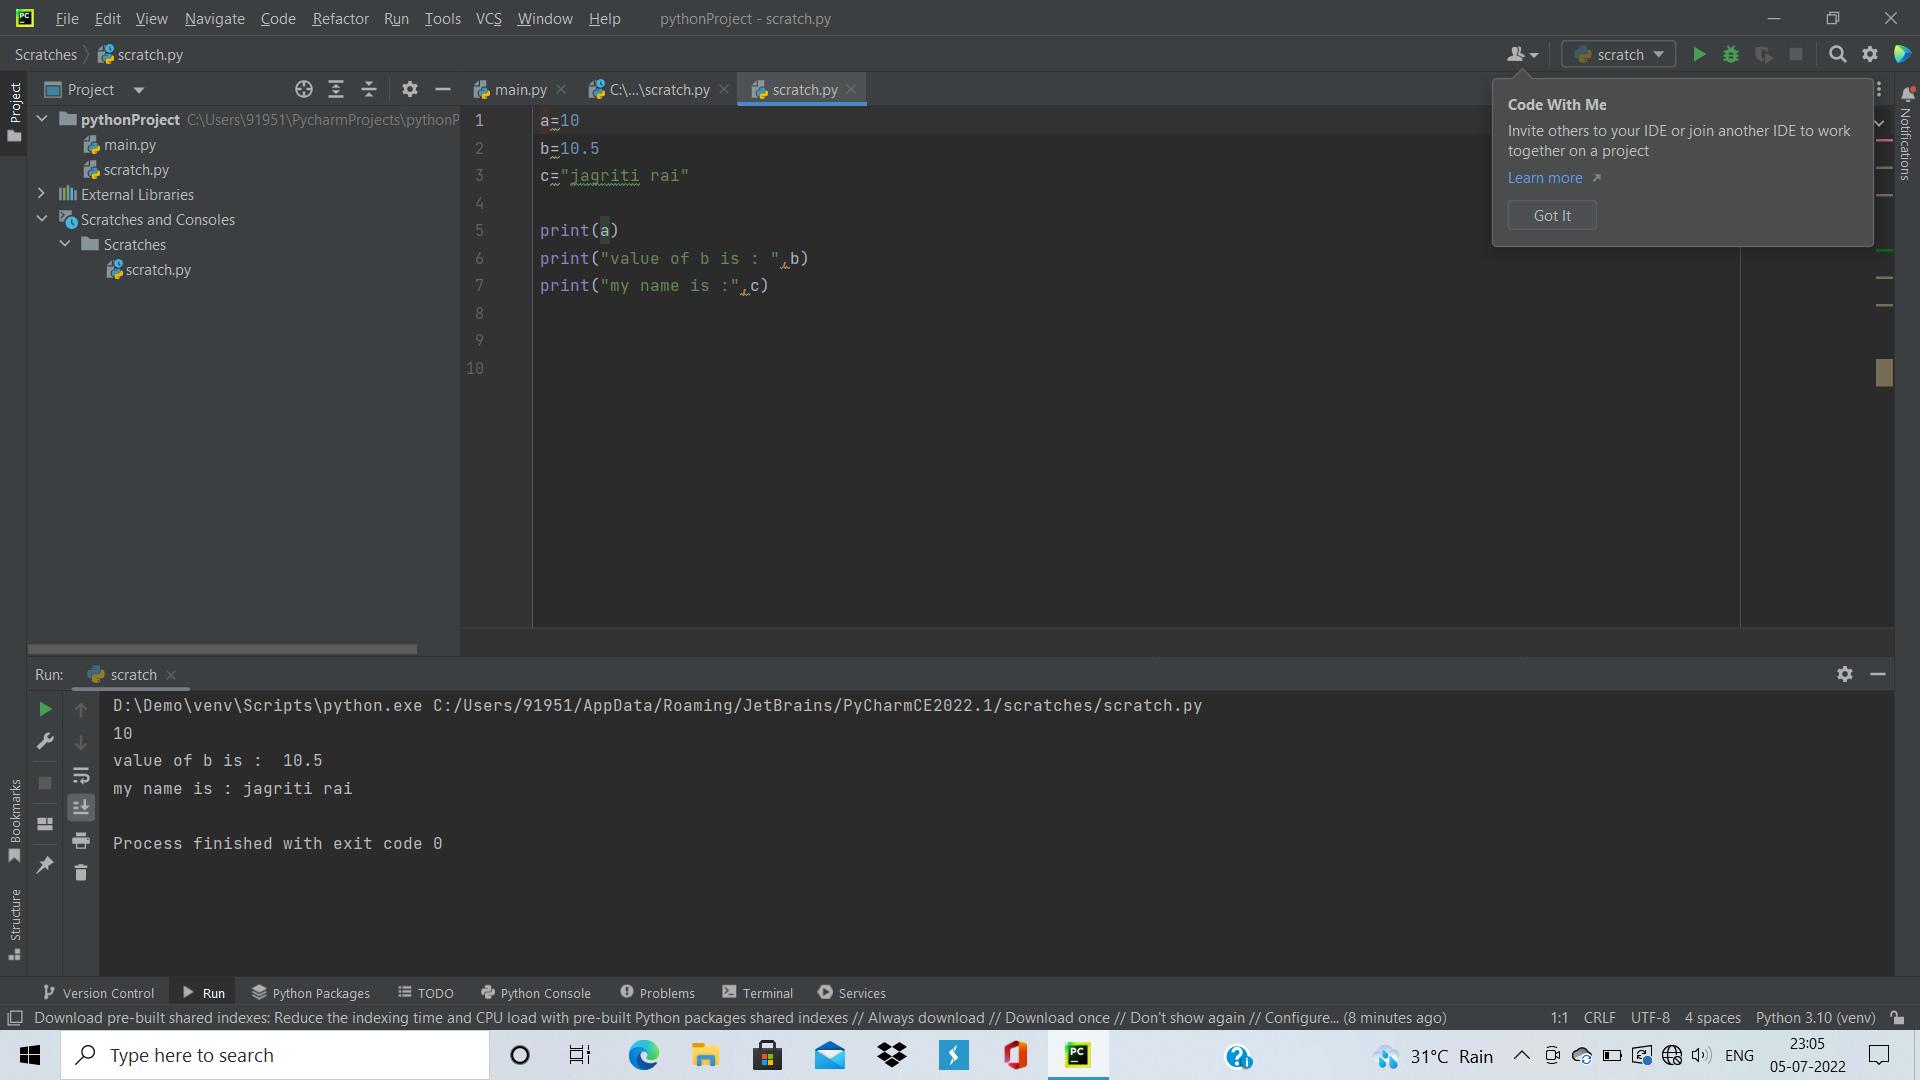 PC
File Edit View Navigate Code Refactor Run Tools VCS Window Help pythonProject - scratch.py
Scratches scratch.py scratch
Project main.py C:\...\scratch.py scratch.py
Project
Notifications
Code With Me
Invite others to your IDE or join another IDE to work
together on a project
Learn more
Got It
pythonProject C:\Users\91951\PycharmProjects\pythonP
main.py
scratch.py
External Libraries
Scratches and Consoles
Scratches
scratch.py
1 a=10
2 b=10.5
3 c="jagriti rai"
4
5 print(a)
6 print("value of b is : ",b)
7 print("my name is :",c)
8
9
10
Run: scratch
D:\Demo\venv\Scripts\python.exe C:/Users/91951/AppData/Roaming/JetBrains/PyCharmCE2022.1/scratches/scratch.py
10
value of b is :  10.5
my name is : jagriti rai
Process finished with exit code 0
Bookmarks
Structure
Version Control Run Python Packages TODO Python Console Problems Terminal Services
Download pre-built shared indexes: Reduce the indexing time and CPU load with pre-built Python packages shared indexes // Always download // Download once // Don't show again // Configure... (8 minutes ago) 1:1 CRLF UTF-8 4 spaces Python 3.10 (venv)
Type here to search PC 31°C Rain ENG 23:05
05-07-2022